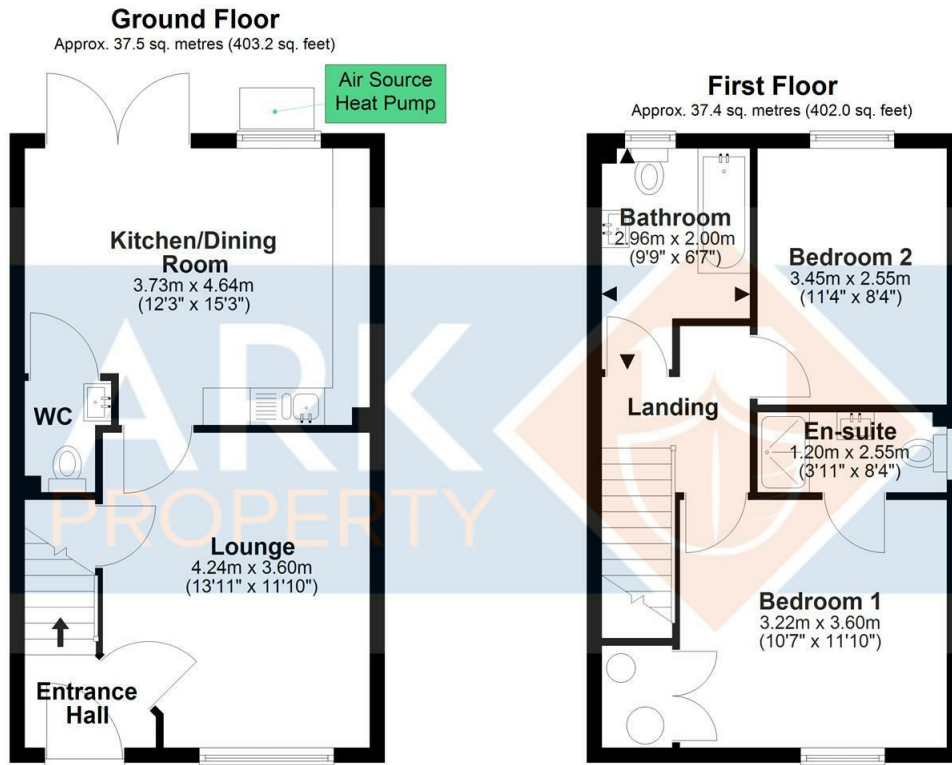 Ground Floor
Approx. 37.5 sq. metres (403.2 sq. feet)
Air Source
Heat Pump
Kitchen/Dining
Room
3.73m x 4.64m
(12'3" x 15'3")
WC
Lounge
4.24m x 3.60m
(13'11" x 11'10")
Entrance
Hall
First Floor
Approx. 37.4 sq. metres (402.0 sq. feet)
Bathroom
2.96m x 2.00m
(9'9" x 6'7")
Bedroom 2
3.45m x 2.55m
(11'4" x 8'4")
Landing
En-suite
1.20m x 2.55m
(3'11" x 8'4")
Bedroom 1
3.22m x 3.60m
(10'7" x 11'10")
ARK
PROPERTY